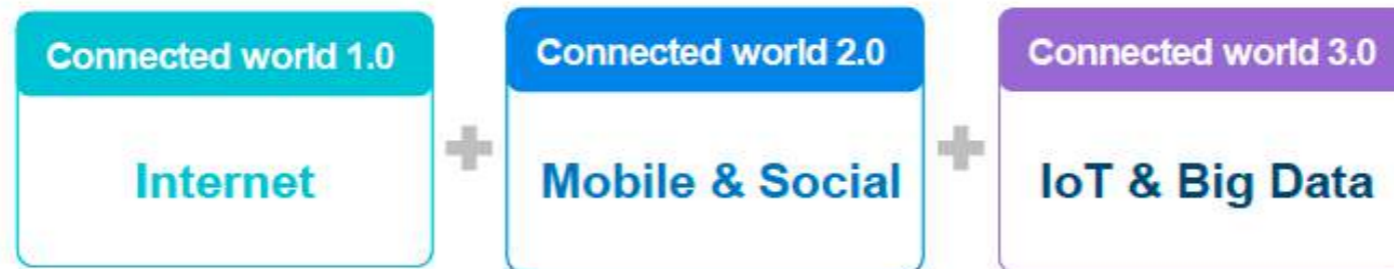 Connected world 1.0
Internet
Connected world 2.0
Mobile & Social
Connected world 3.0
IoT & Big Data